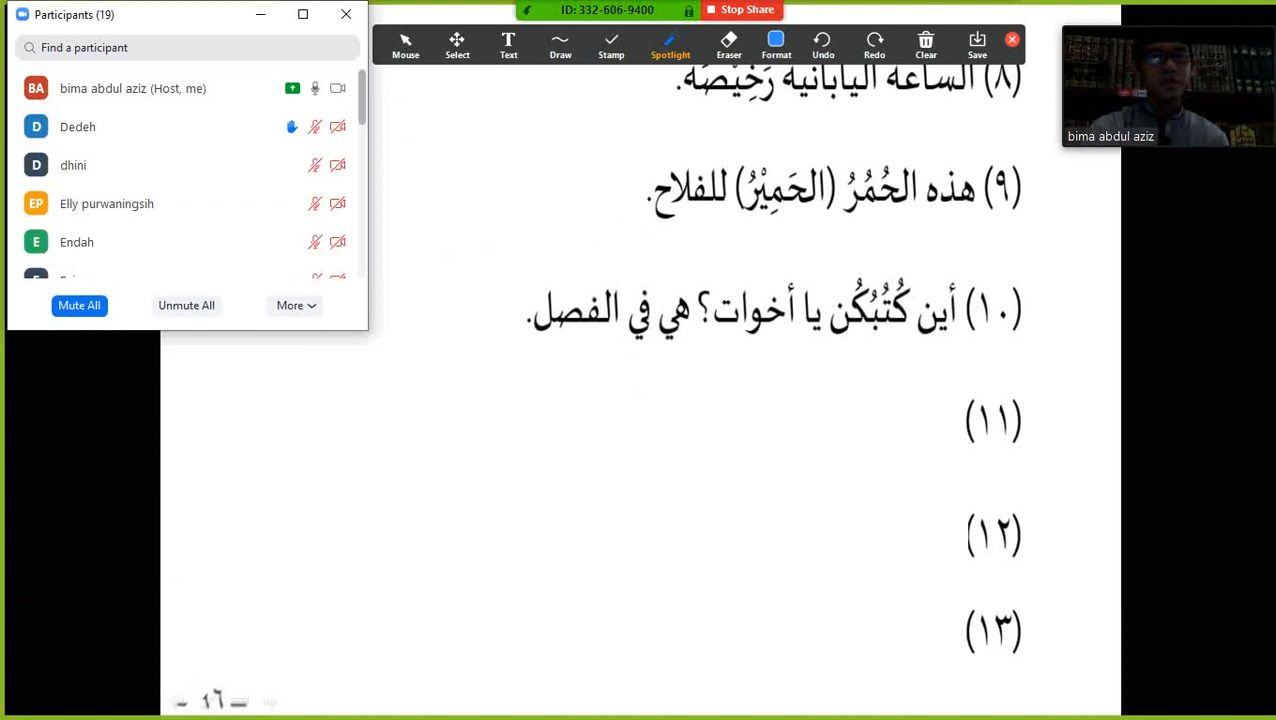 Participants (19)
Find a participant
BA bima abdul aziz (Host, me)
D Dedeh
D dhini
EP Elly purwaningsih
E Endah
Mute All Unmute All More
ID: 332-606-9400 Stop Share
Mouse Select Text Draw Stamp Spotlight Eraser Format Undo Redo Clear Save
bima abdul aziz
(٨) الساعة اليابانية رَخِيْصَة.
(٩) هذه الحُمُرُ (الحَمِيْرُ) للفلاح.
(١٠) أين كُتُبُكُن يا أخوات؟ هي في الفصل.
(١١)
(١٢)
(١٣)
١٦